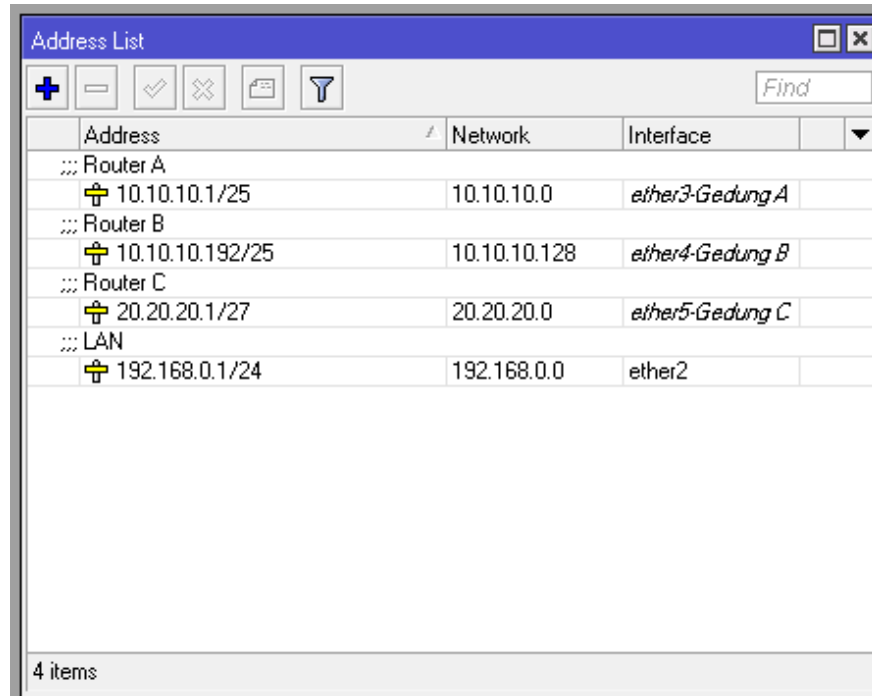 Address List
Find
Address Network Interface
;;; Router A
10.10.10.1/25 10.10.10.0 ether3-Gedung A
;;; Router B
10.10.10.192/25 10.10.10.128 ether4-Gedung B
;;; Router C
20.20.20.1/27 20.20.20.0 ether5-Gedung C
;;; LAN
192.168.0.1/24 192.168.0.0 ether2
4 items